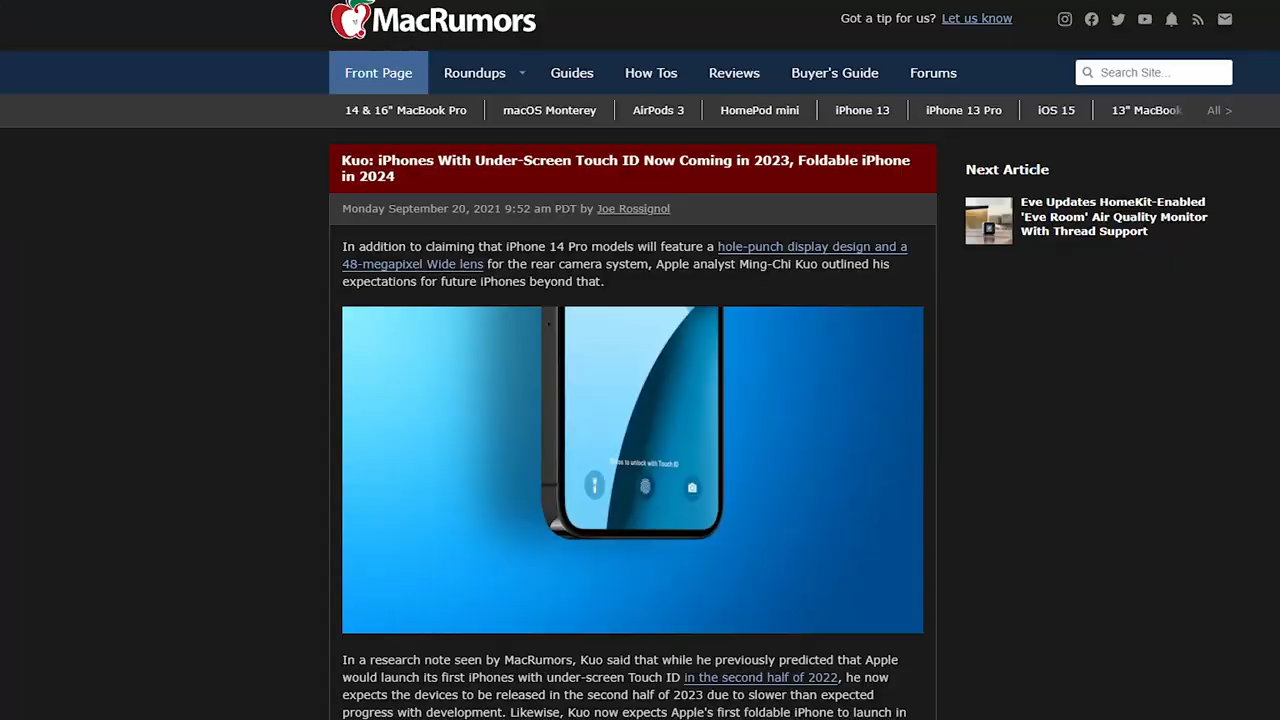 MacRumors
Got a tip for us? Let us know
Front Page
Roundups
Guides
How Tos
Reviews
Buyer's Guide
Forums
Search Site...
14 & 16" MacBook Pro
macOS Monterey
AirPods 3
HomePod mini
iPhone 13
iPhone 13 Pro
iOS 15
13" MacBook
All >
Kuo: iPhones With Under-Screen Touch ID Now Coming in 2023, Foldable iPhone
in 2024
Monday September 20, 2021 9:52 am PDT by Joe Rossignol
In addition to claiming that iPhone 14 Pro models will feature a hole-punch display design and a
48-megapixel Wide lens for the rear camera system, Apple analyst Ming-Chi Kuo outlined his
expectations for future iPhones beyond that.
Press to unlock with Touch ID
In a research note seen by MacRumors, Kuo said that while he previously predicted that Apple
would launch its first iPhones with under-screen Touch ID in the second half of 2022, he now
expects the devices to be released in the second half of 2023 due to slower than expected
progress with development. Likewise, Kuo now expects Apple's first foldable iPhone to launch in
Next Article
Eve Updates HomeKit-Enabled
'Eve Room' Air Quality Monitor
With Thread Support